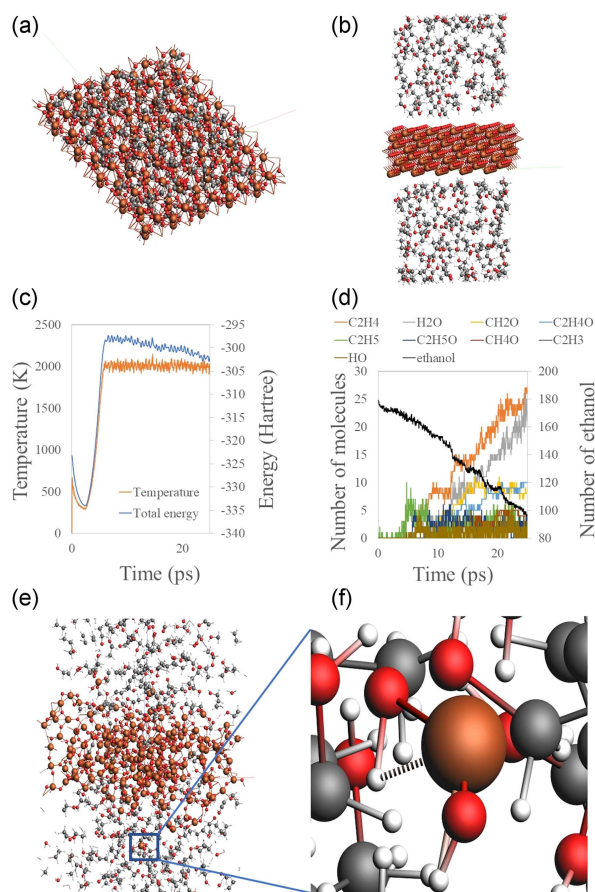 (a)
(b)
(c)
2500
2000
1500
1000
500
0
Temperature (K)
-295
-300
-305
-310
-315
-320
-325
-330
-335
-340
Energy (Hartree)
Temperature
Total energy
0
20
Time (ps)
(d)
C2H4
H2O
CH2O
C2H4O
C2H5
C2H5O
CH4O
C2H3
HO
ethanol
30
25
20
15
10
5
0
Number of molecules
200
180
160
140
120
100
80
Number of ethanol
0
10
20
Time (ps)
(e)
(f)